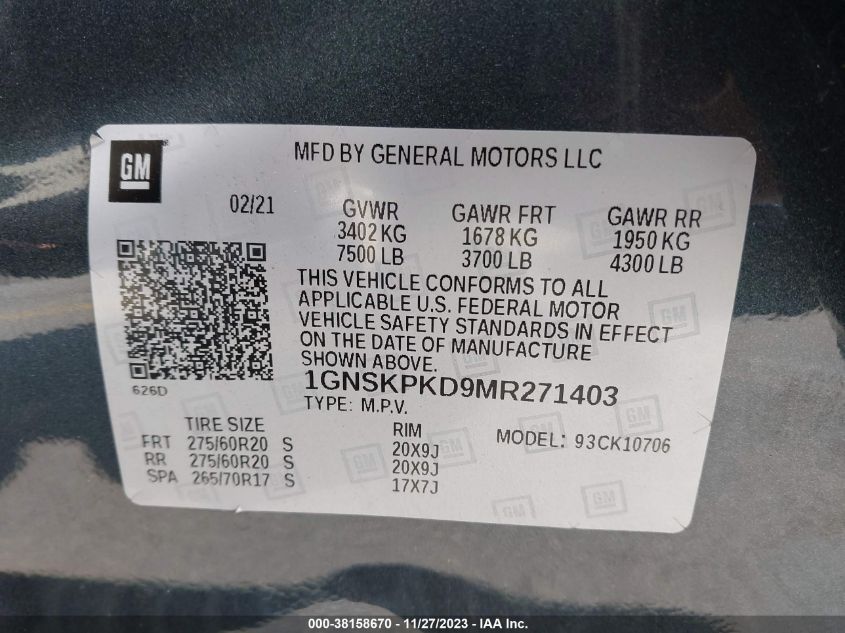 GM
MFD BY GENERAL MOTORS LLC
02/21
GVWR GAWR FRT GAWR RR
3402 KG 1678 KG 1950 KG
7500 LB 3700 LB 4300 LB
THIS VEHICLE CONFORMS TO ALL
APPLICABLE U.S. FEDERAL MOTOR
VEHICLE SAFETY STANDARDS IN EFFECT
ON THE DATE OF MANUFACTURE
SHOWN ABOVE.
626D
1GNSKPKD9MR271403
TYPE: M.P.V.
TIRE SIZE RIM MODEL: 93CK10706
FRT 275/60R20 S 20X9J
RR 275/60R20 S 20X9J
SPA 265/70R17 S 17X7J
000-38158670 - 11/27/2023 - IAA Inc.